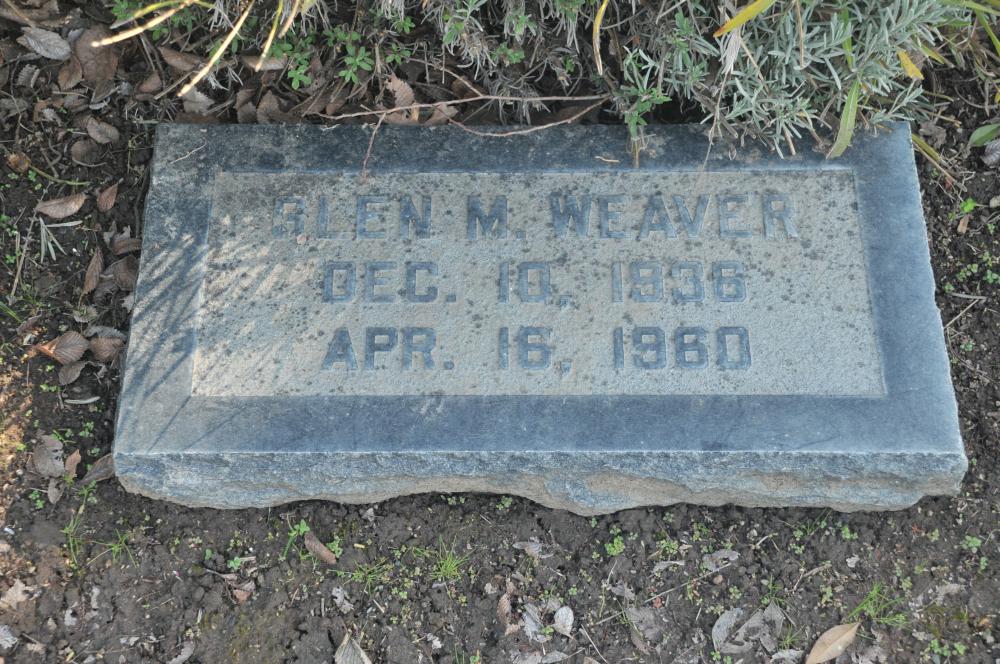 GLEN M. WEAVER
DEC. 10, 1936
APR. 16, 1960